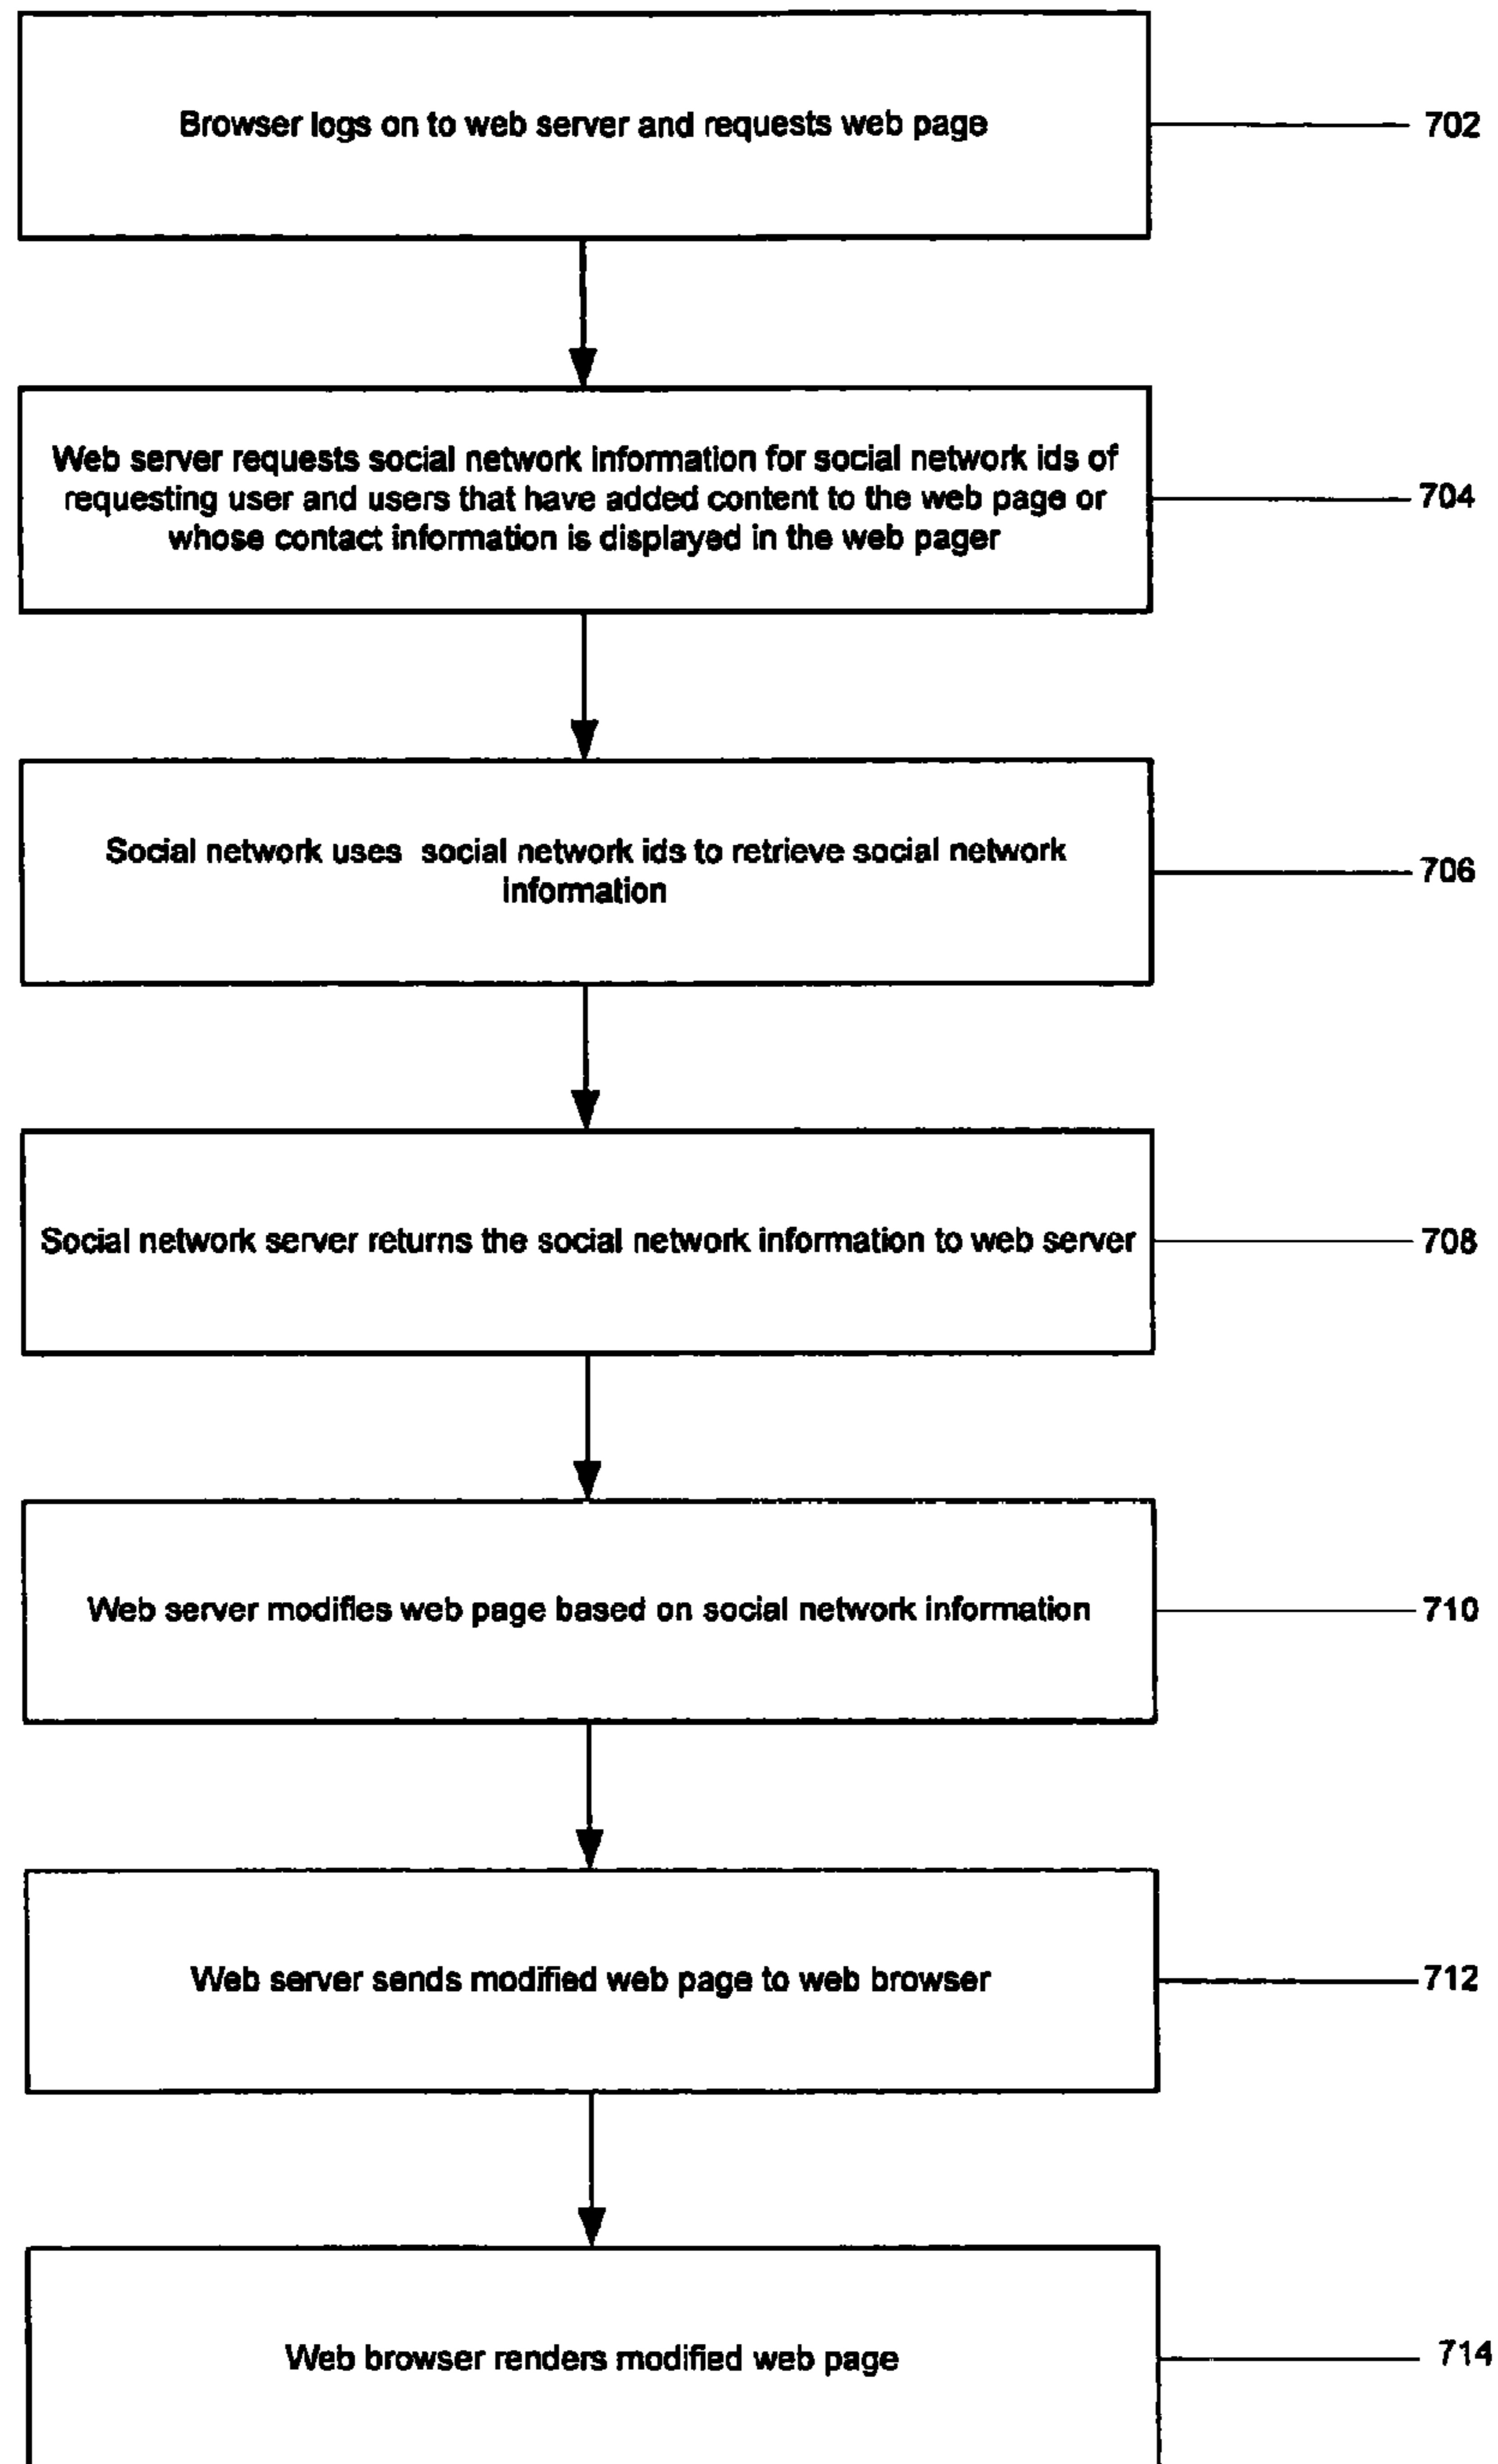 Browser logs on to web server and requests web page
702
Web server requests social network information for social network ids of
requesting user and users that have added content to the web page or
whose contact information is displayed in the web pager
704
Social network uses social network ids to retrieve social network
information
706
Social network server returns the social network information to web server
708
Web server modifies web page based on social network information
710
Web server sends modified web page to web browser
712
Web browser renders modified web page
714